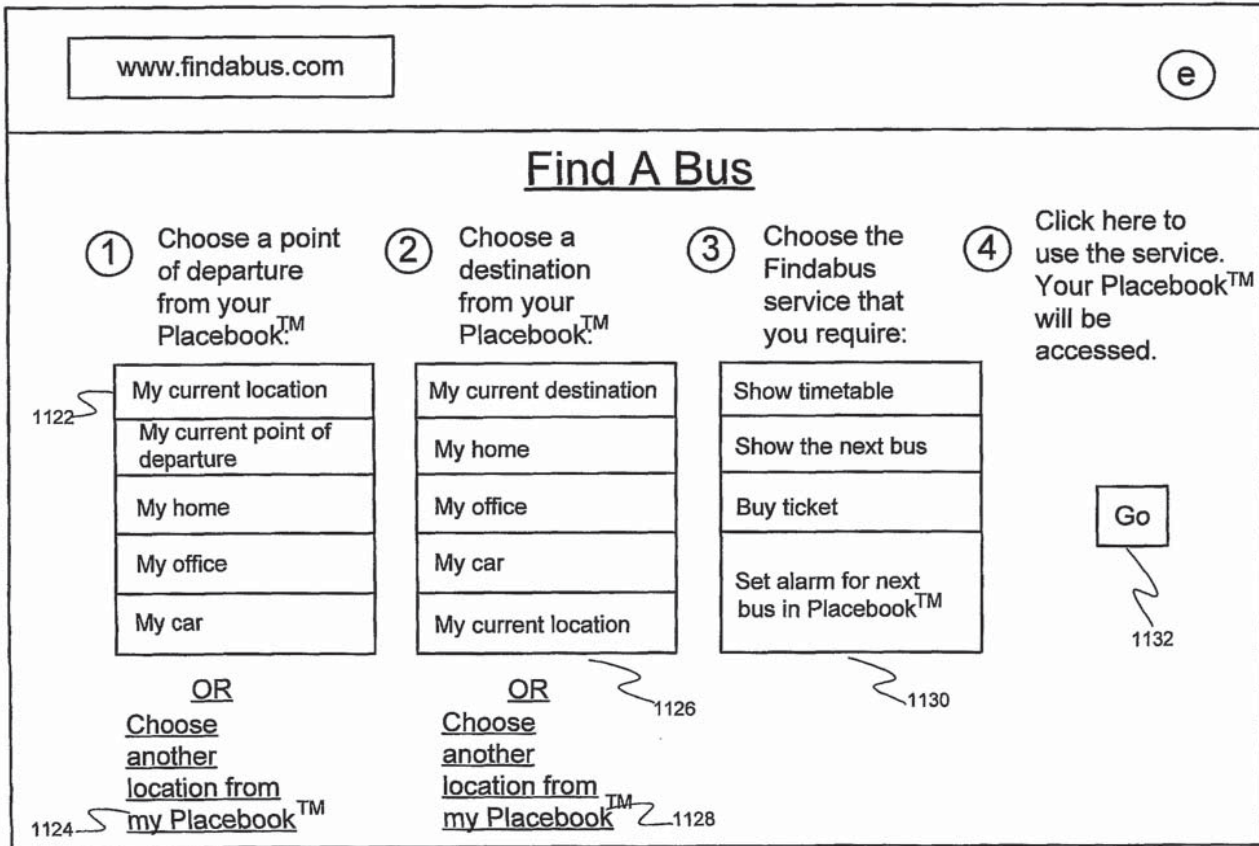 www.findabus.com
e
Find A Bus
1
Choose a point
of departure
from your
Placebook:TM
2
Choose a
destination
from your
Placebook:TM
3
Choose the
Findabus
service that
you require:
4
Click here to
use the service.
Your PlacebookTM
will be
accessed.
My current location
My current point of
departure
My home
My office
My car
1122
OR
Choose
another
location from
my PlacebookTM
1124
My current destination
My home
My office
My car
My current location
1126
OR
Choose
another
location from
my PlacebookTM
1128
Show timetable
Show the next bus
Buy ticket
Set alarm for next
bus in PlacebookTM
1130
Go
1132